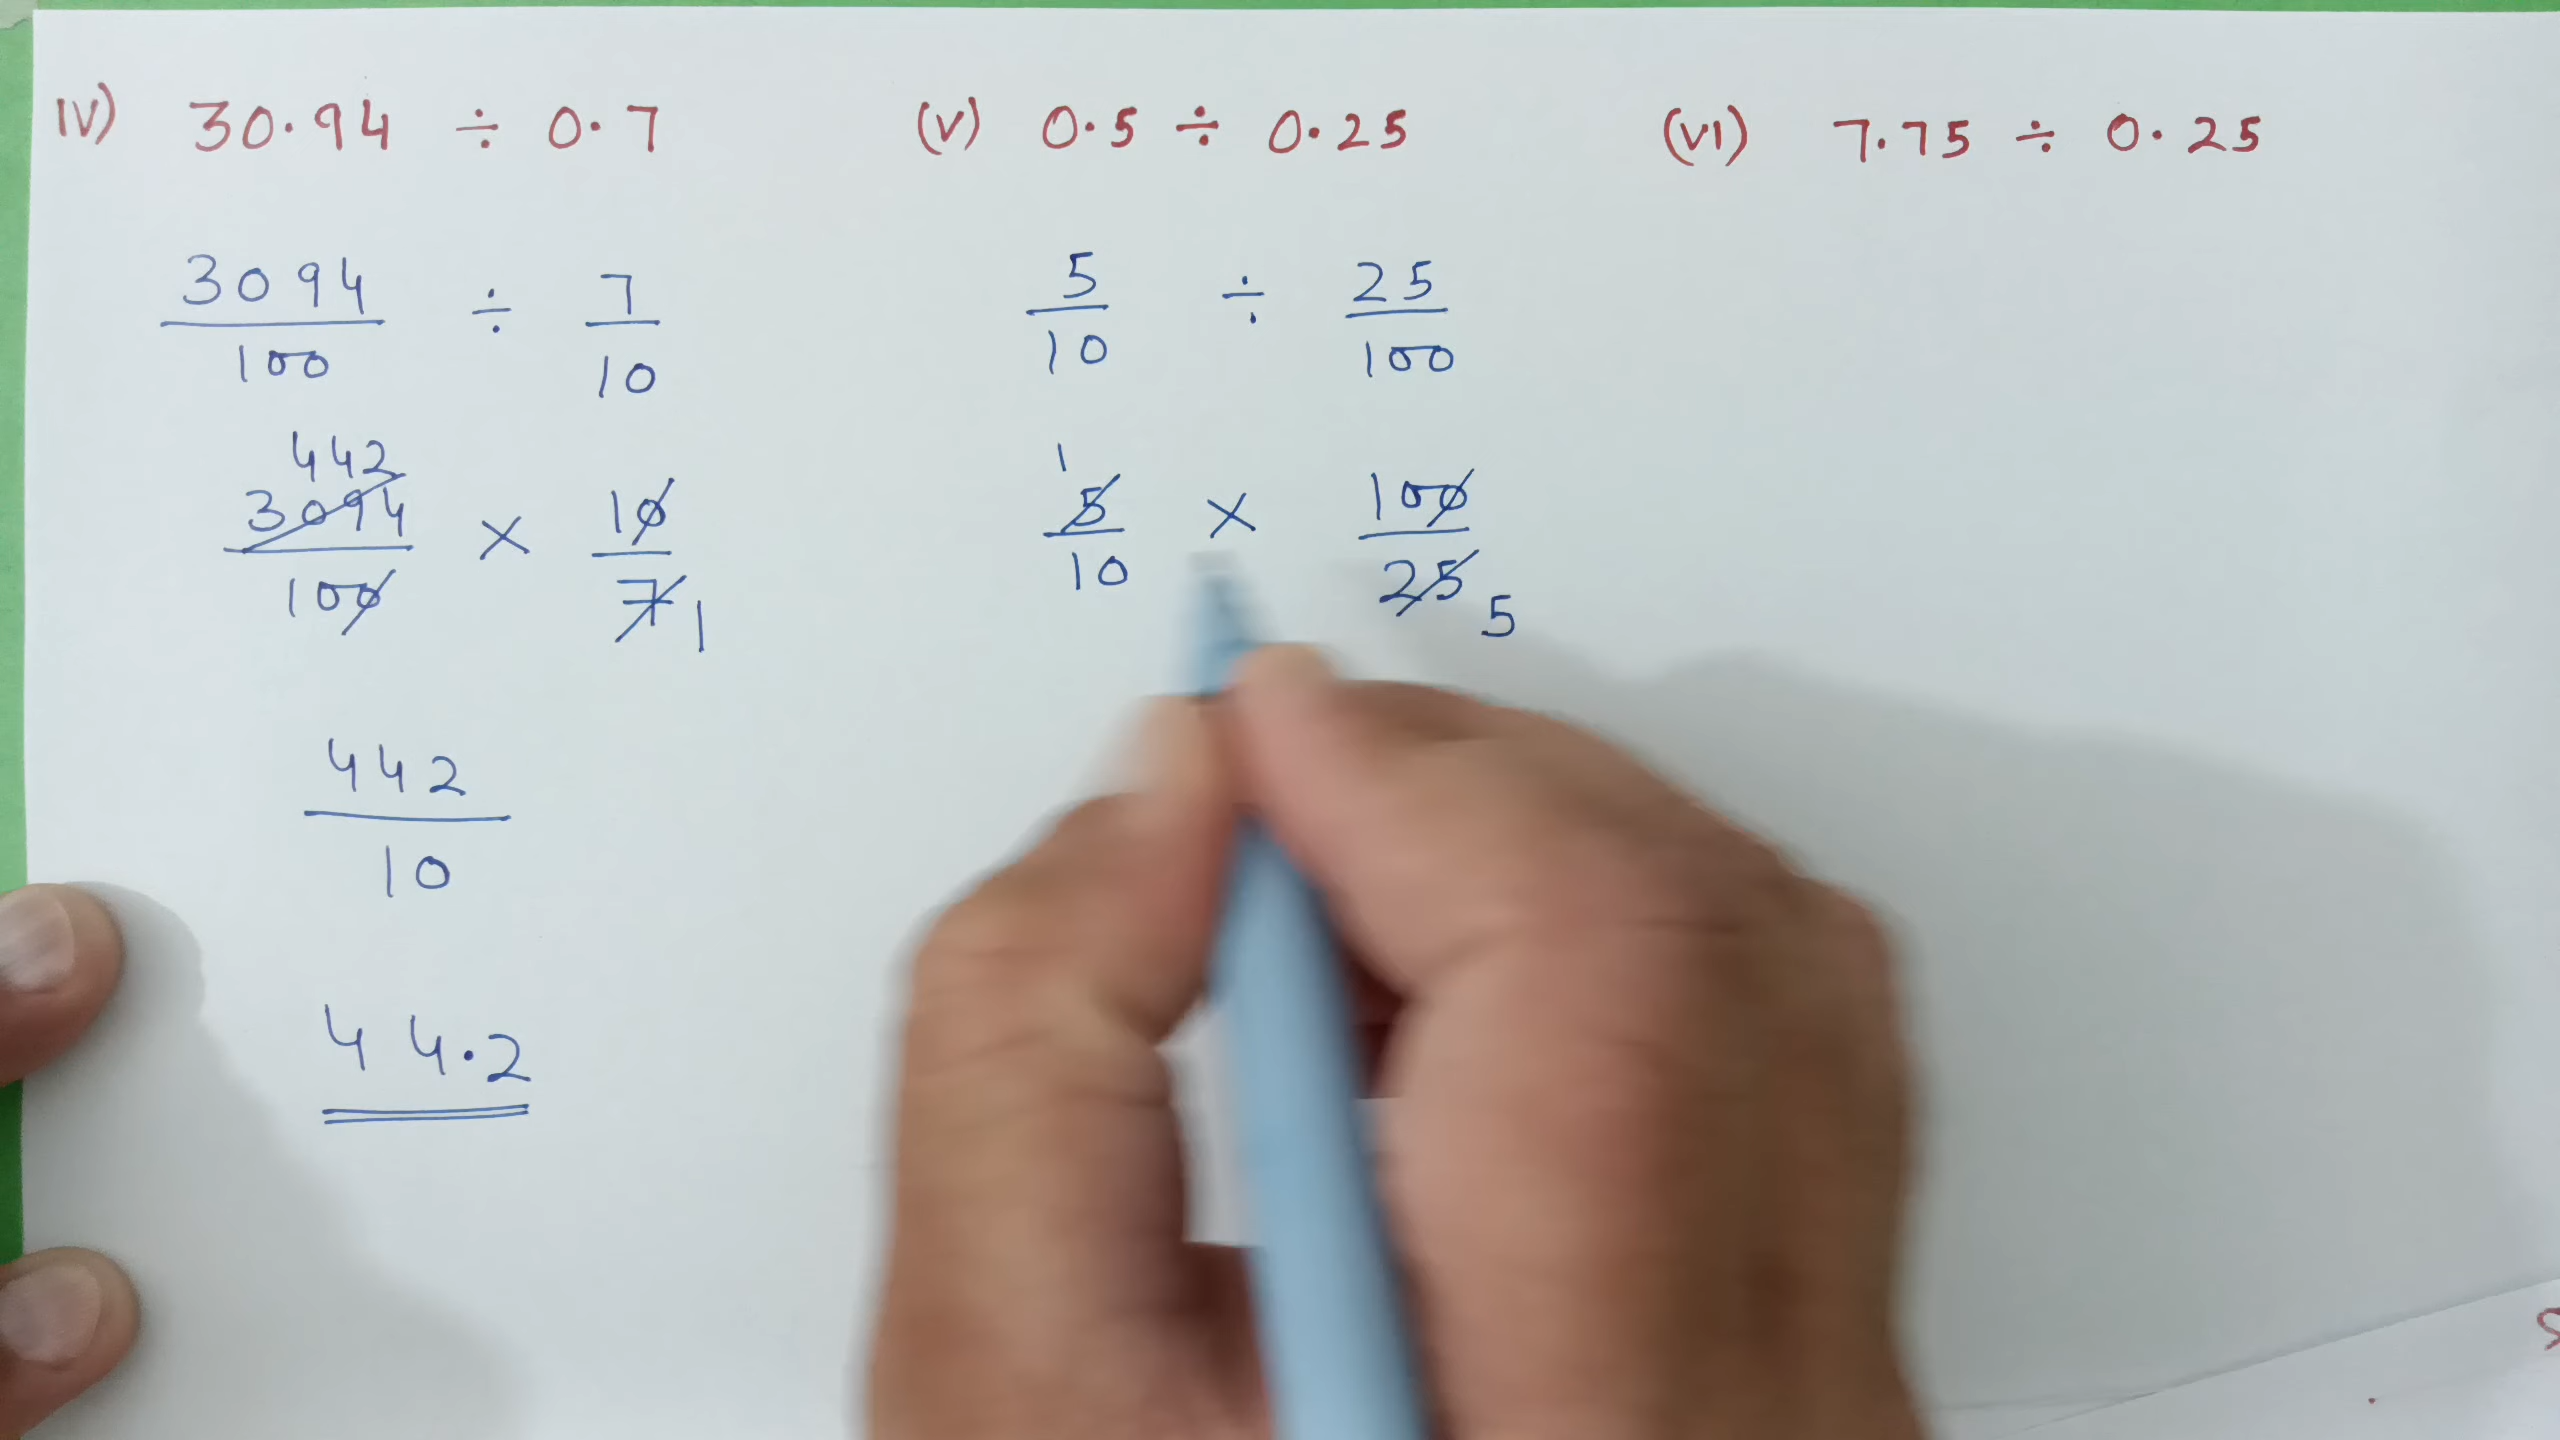 IV) 30.94 ÷ 0.7
3094/100 ÷ 7/10
442
3094/100 × 10/7 1
442/10
44.2
(V) 0.5 ÷ 0.25
5/10 ÷ 25/100
1
5/10 × 100/25 5
(VI) 7.75 ÷ 0.25